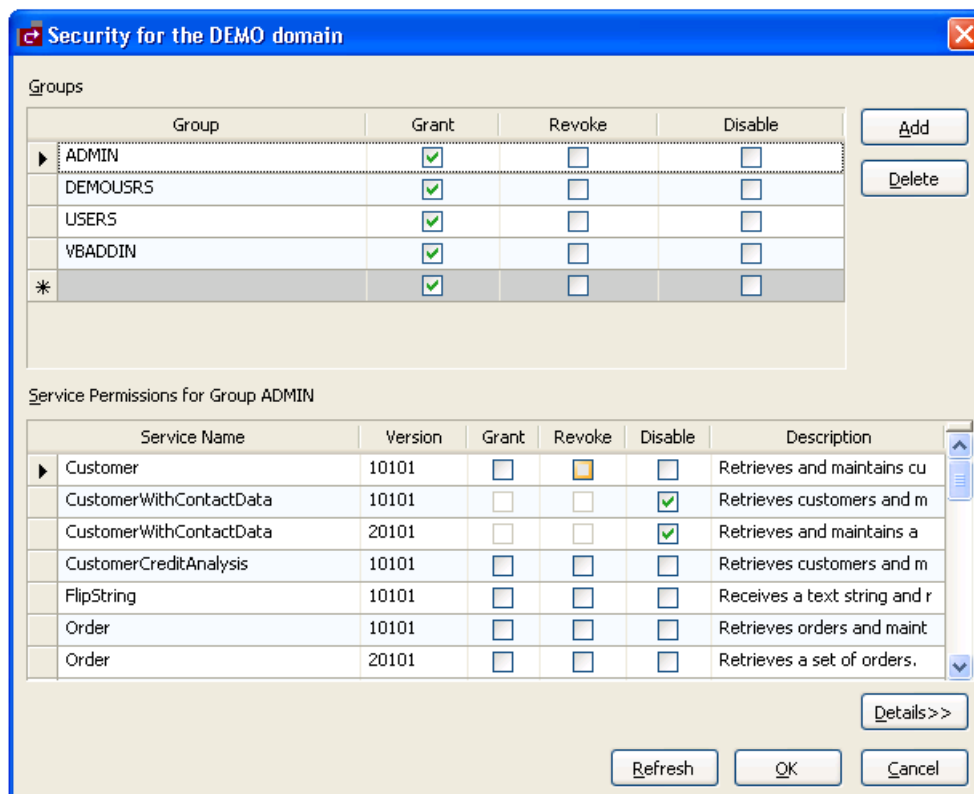 Security for the DEMO domain
Groups
Group Grant Revoke Disable
ADMIN
DEMOUSRS
USERS
VBADDIN
Add
Delete
Service Permissions for Group ADMIN
Service Name Version Grant Revoke Disable Description
Customer 10101 Retrieves and maintains cu
CustomerWithContactData 10101 Retrieves customers and m
CustomerWithContactData 20101 Retrieves and maintains a
CustomerCreditAnalysis 10101 Retrieves customers and m
FlipString 10101 Receives a text string and r
Order 10101 Retrieves orders and maint
Order 20101 Retrieves a set of orders.
Details>>
Refresh OK Cancel